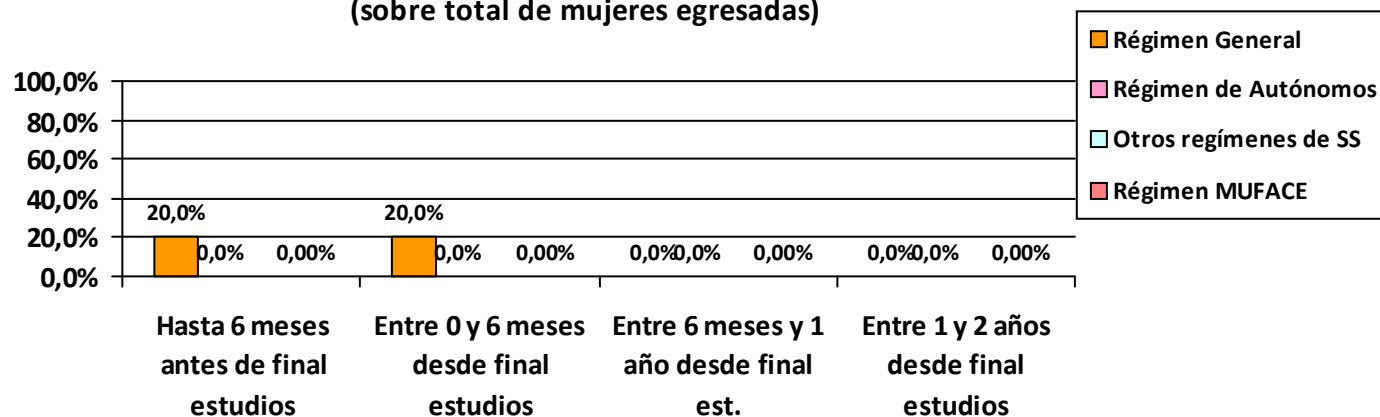 (sobre total de mujeres egresadas)
Régimen General
Régimen de Autónomos
Otros regímenes de SS
Régimen MUFACE
100,0%
80,0%
60,0%
40,0%
20,0%
0,0%
20,0%
0,0%
0,00%
20,0%
0,0%
0,00%
0,0%
0,0%
0,00%
0,0%
0,0%
0,00%
Hasta 6 meses
antes de final
estudios
Entre 0 y 6 meses
desde final
estudios
Entre 6 meses y 1
año desde final
est.
Entre 1 y 2 años
desde final
estudios